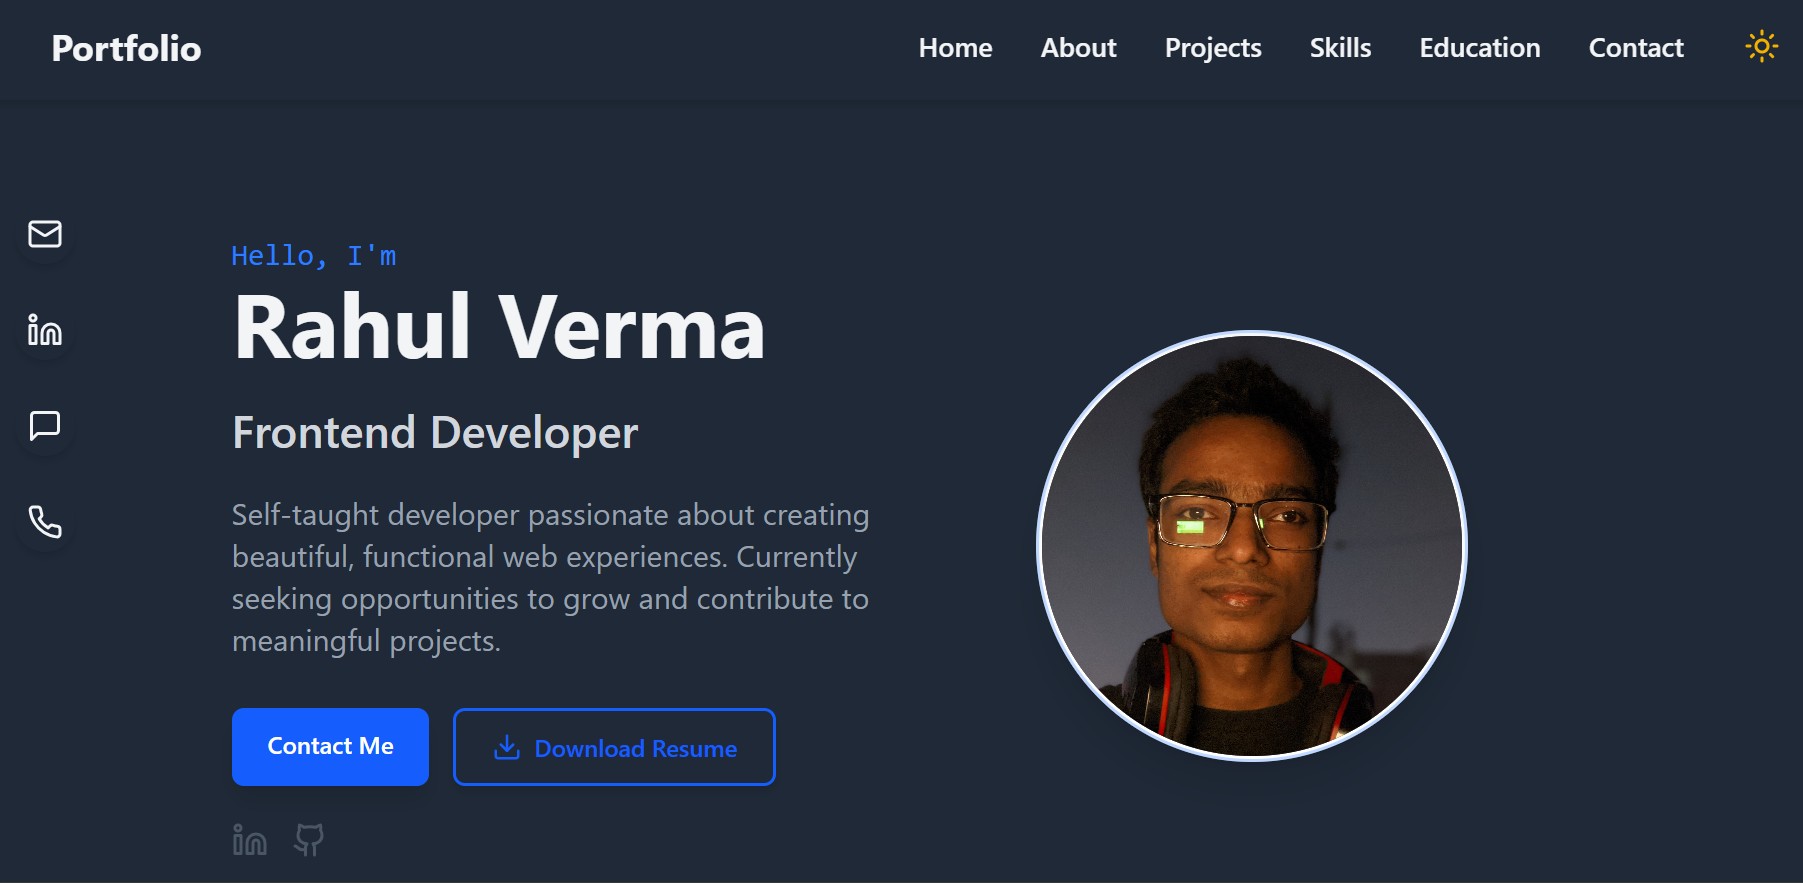 Portfolio
Home About Projects Skills Education Contact
Hello, I'm
Rahul Verma
Frontend Developer
Self-taught developer passionate about creating
beautiful, functional web experiences. Currently
seeking opportunities to grow and contribute to
meaningful projects.
Contact Me
Download Resume